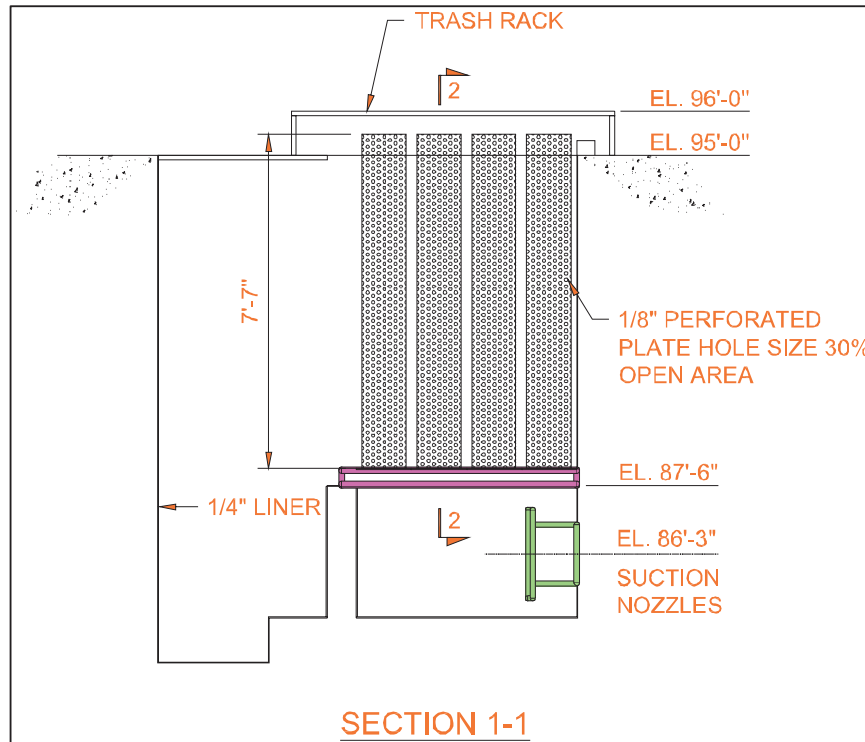 TRASH RACK
2
EL. 96'-0"
EL. 95'-0"
7'-7"
1/8" PERFORATED
PLATE HOLE SIZE 30%
OPEN AREA
EL. 87'-6"
1/4" LINER
2
EL. 86'-3"
SUCTION
NOZZLES
SECTION 1-1